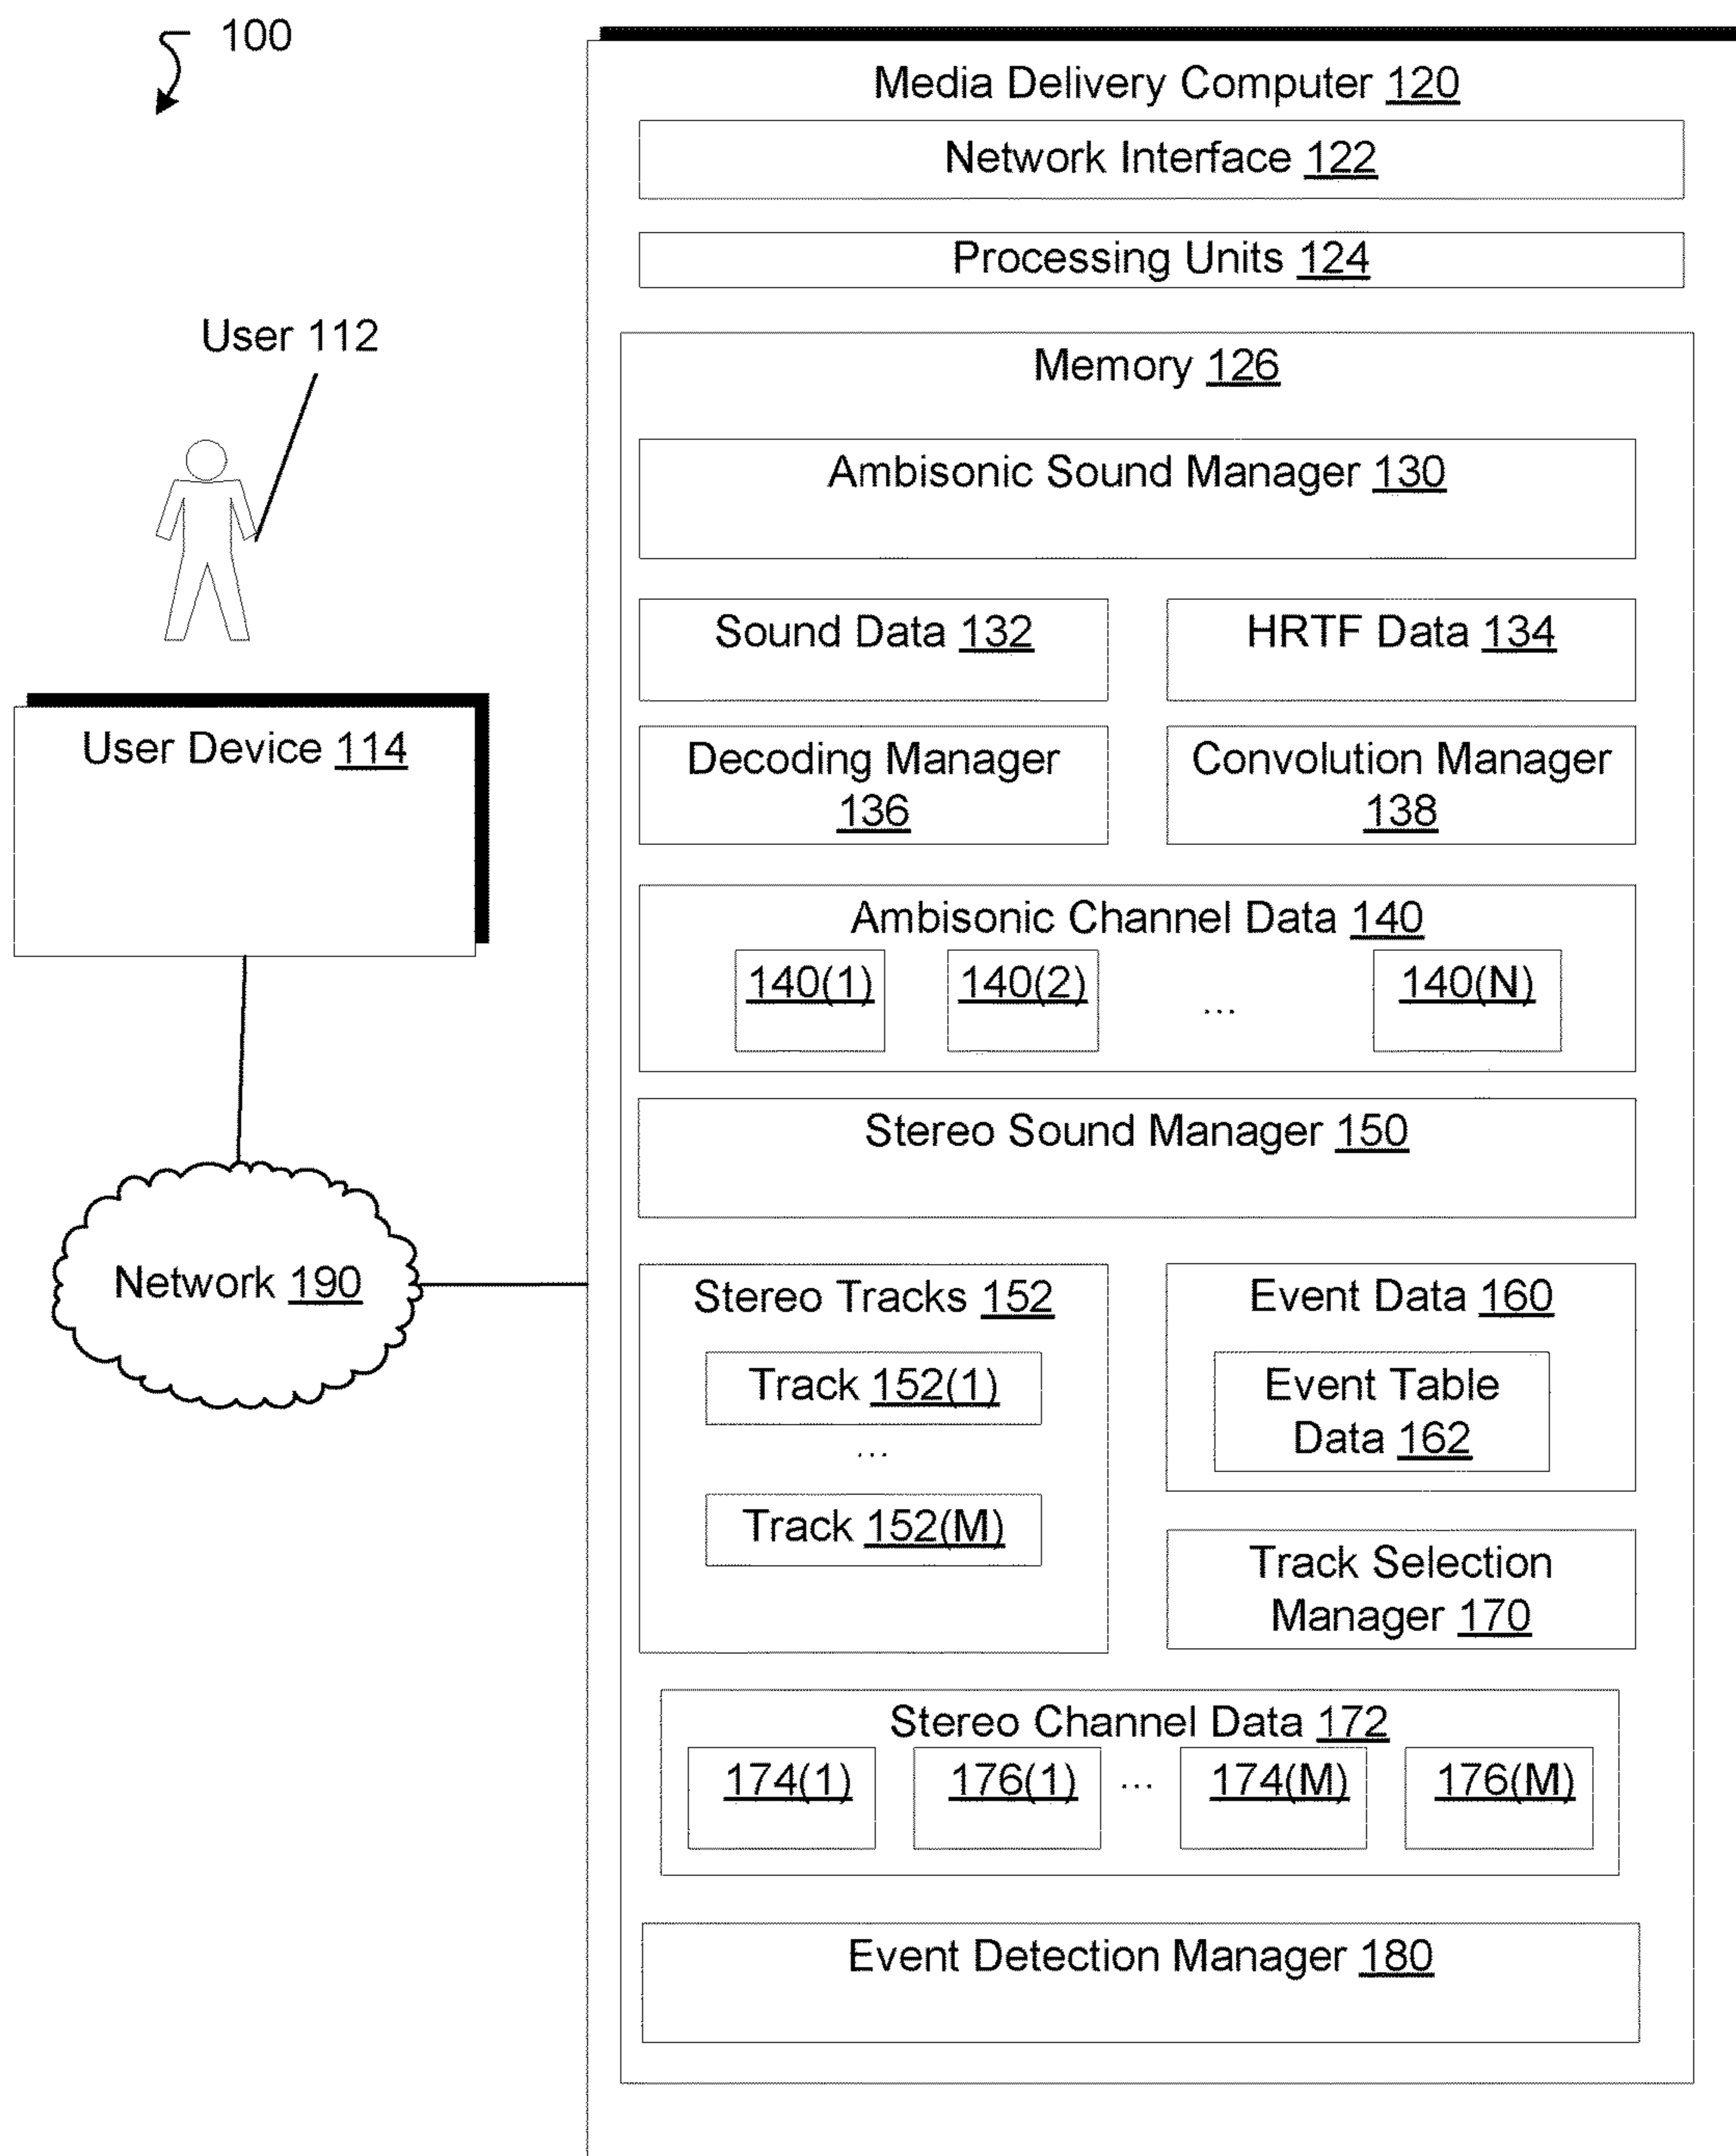 100
Media Delivery Computer 120
Network Interface 122
Processing Units 124
User 112
Memory 126
Ambisonic Sound Manager 130
Sound Data 132
HRTF Data 134
User Device 114
Decoding Manager
136
Convolution Manager
138
Ambisonic Channel Data 140
140(1) 140(2) ... 140(N)
Stereo Sound Manager 150
Network 190
Stereo Tracks 152
Track 152(1)
...
Track 152(M)
Event Data 160
Event Table
Data 162
Track Selection
Manager 170
Stereo Channel Data 172
174(1) 176(1) ... 174(M) 176(M)
Event Detection Manager 180